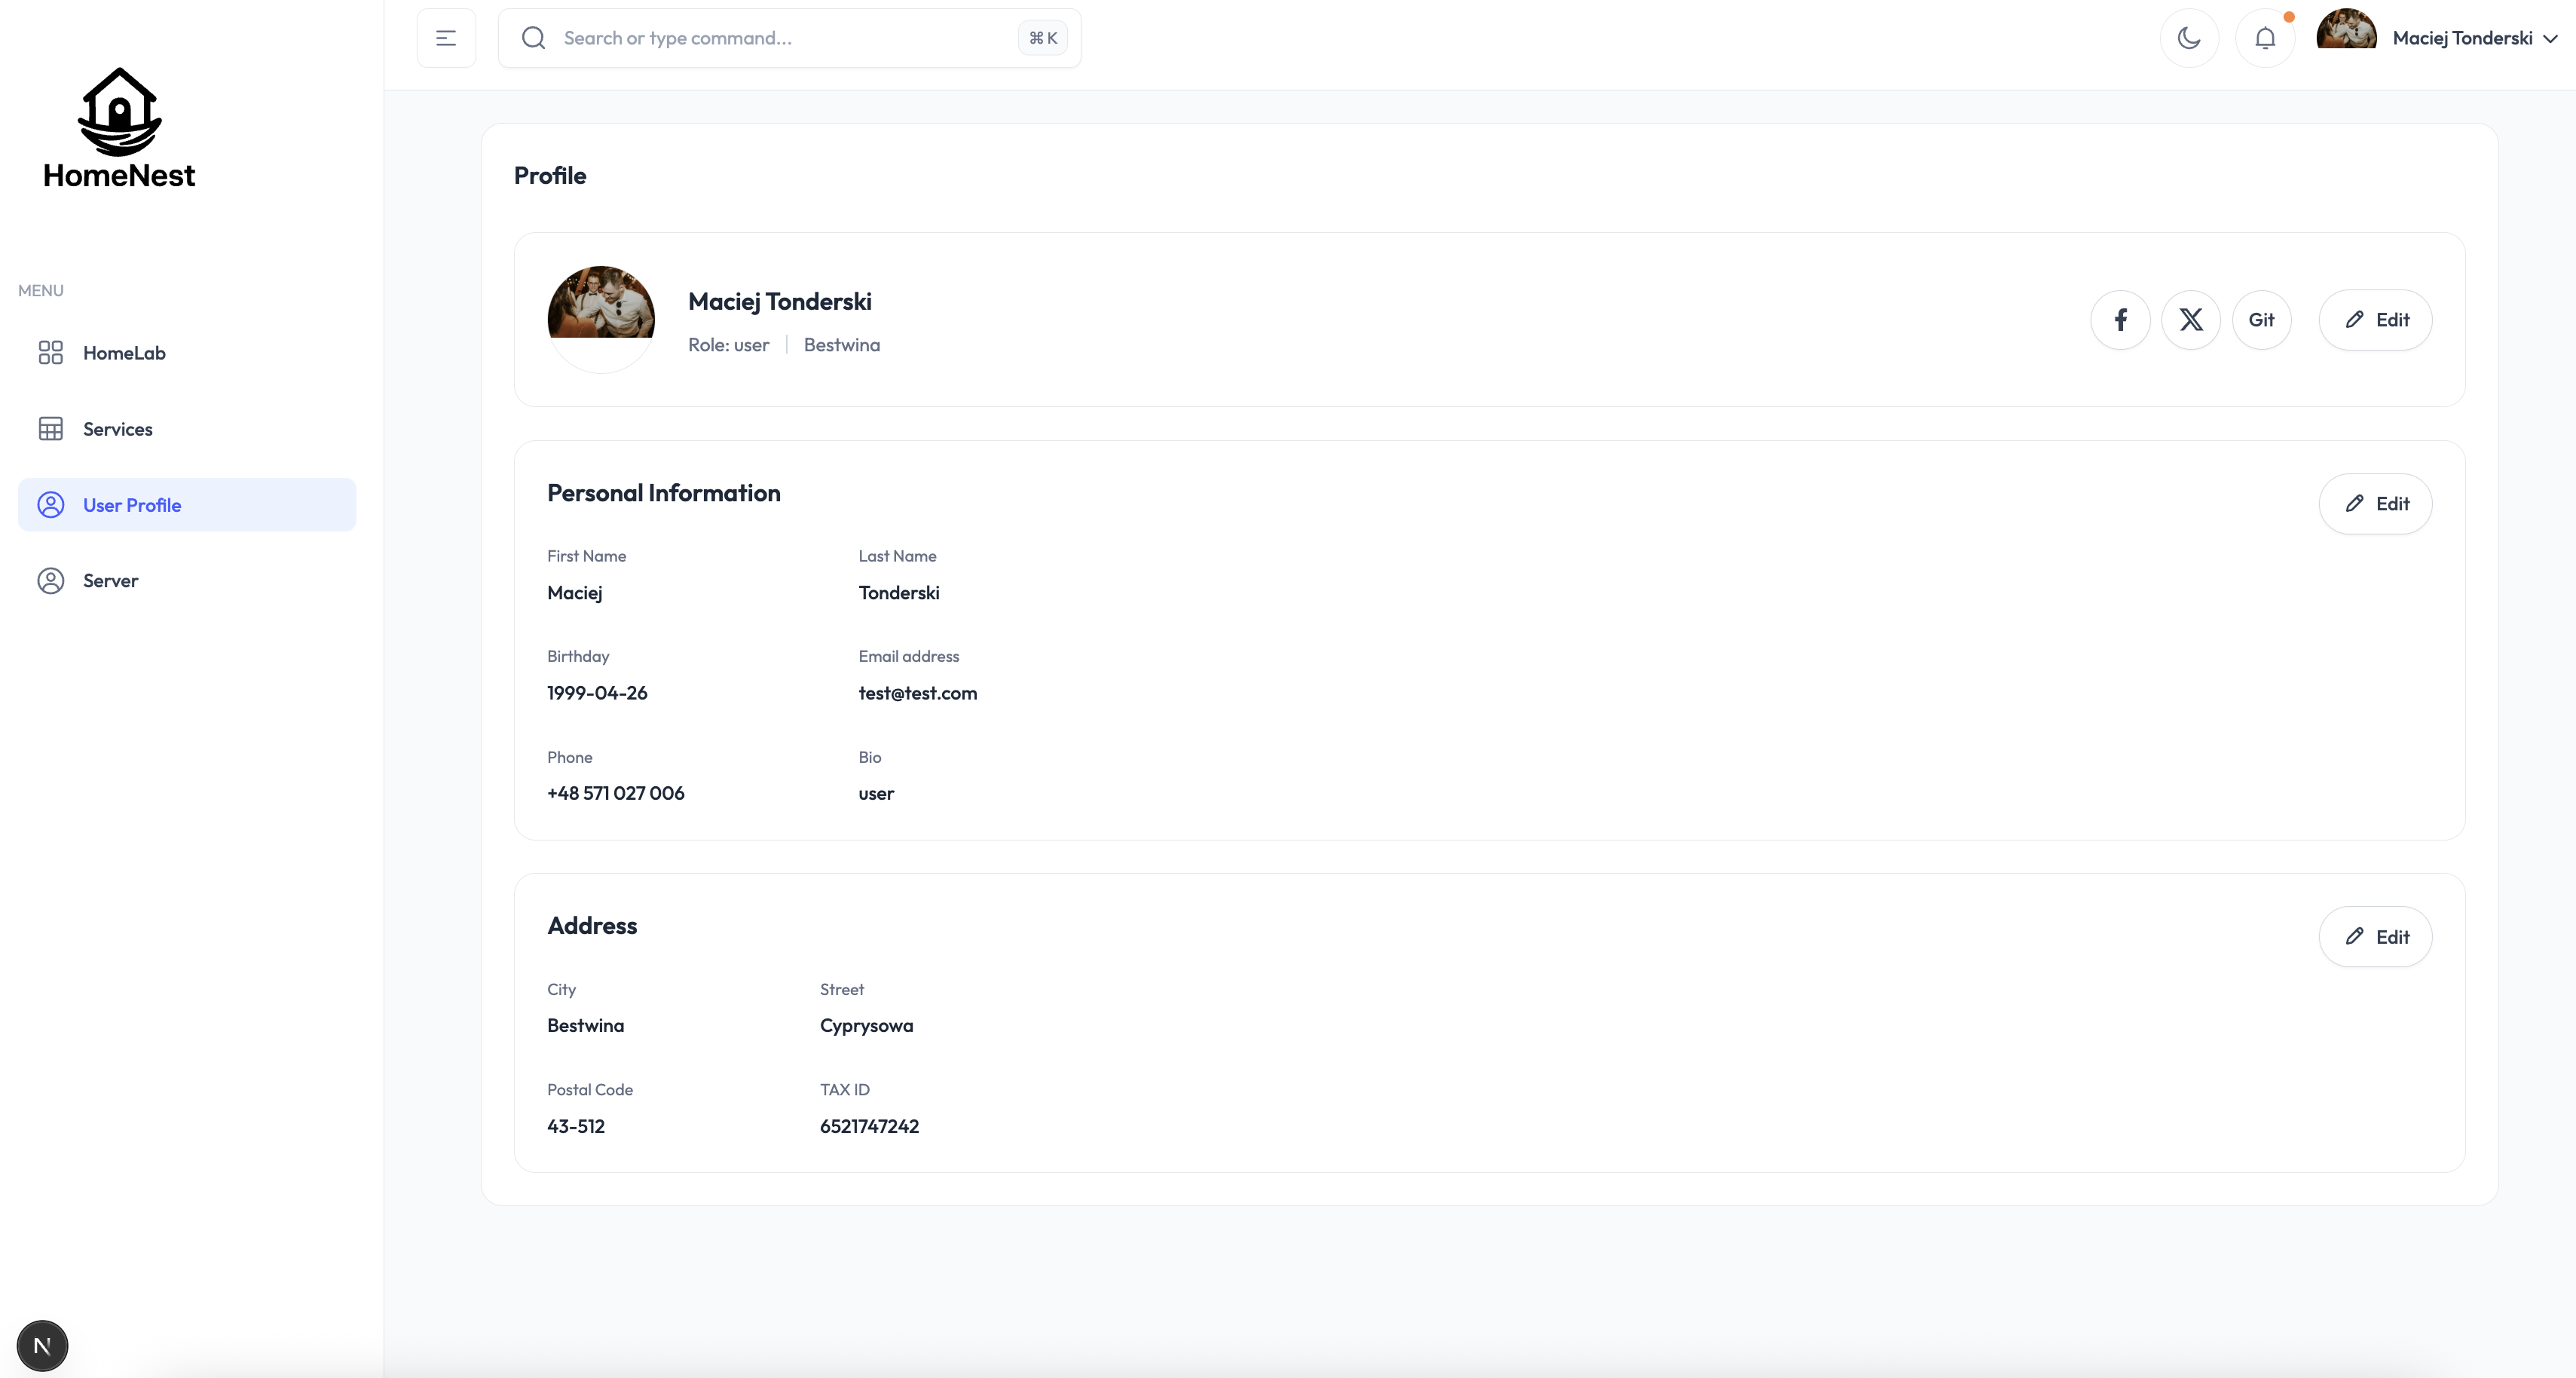 HomeNest
MENU
HomeLab
Services
User Profile
Server
Search or type command...
⌘ K
Maciej Tonderski
Profile
Maciej Tonderski
Role: user
Bestwina
Git
Edit
Personal Information
Edit
First Name
Last Name
Maciej
Tonderski
Birthday
Email address
1999-04-26
test@test.com
Phone
Bio
+48 571 027 006
user
Address
Edit
City
Street
Bestwina
Cyprysowa
Postal Code
TAX ID
43-512
6521747242
N